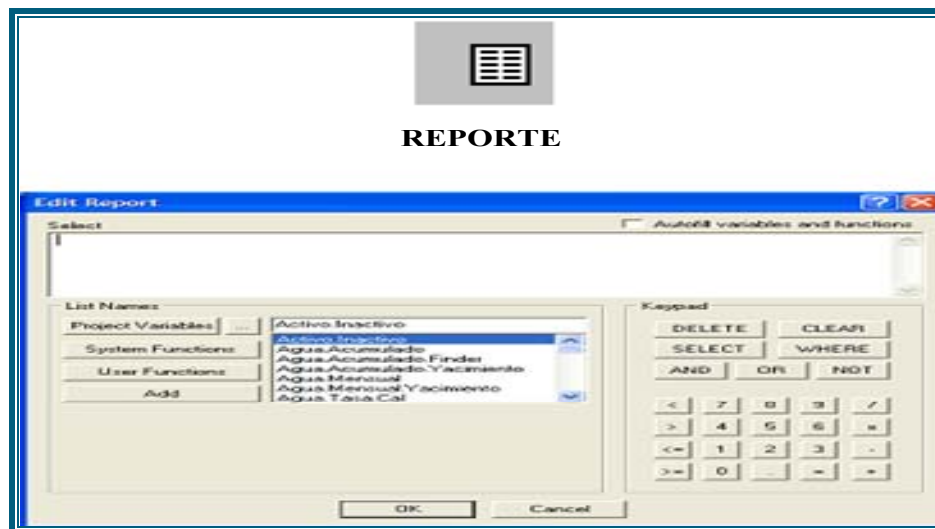 REPORTE
Edit Report
Select
Autofill variables and functions
List Names
Keypad
Project Variables ...
Activo.Inactivo
DELETE CLEAR
Activo.Inactivo
System Functions
Agua.Acumulado
SELECT WHERE
Agua.Acumulado.Finder
User Functions
Agua.Acumulado.Yacimiento
AND OR NOT
Agua.Mensual
Add
Agua.Mensual.Yacimiento
Agua.Tasa.Cal
< 7 8 9 /
> 4 5 6 *
<= 1 2 3 -
>= 0 . = +
OK Cancel